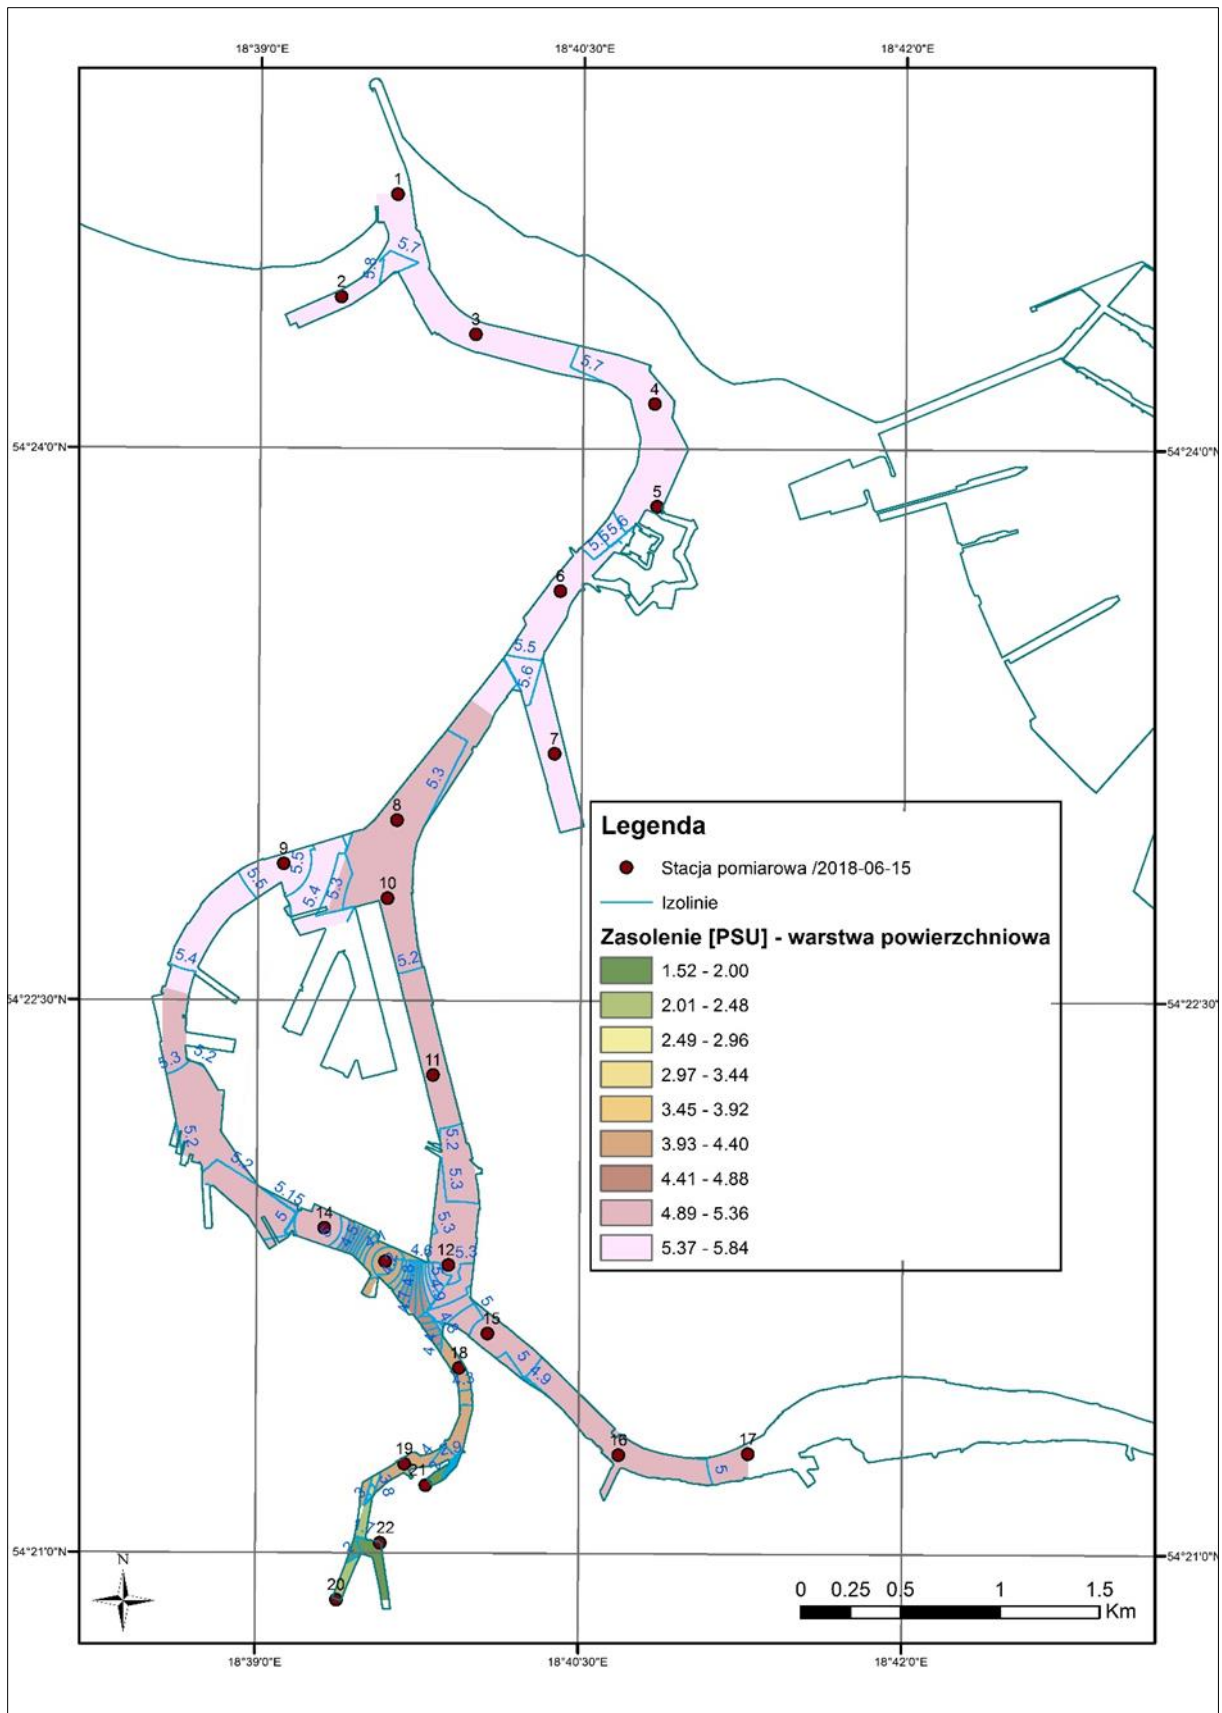 18°39'0"E
18°40'30"E
18°42'0"E
1
5.7
5.8
2
3
5.7
4
54°24'0"N
54°24'0"N
5
5.6
5.5
6
5.5
5.6
7
5.3
8
9
5.5
5.5
5.4
5.3
10
5.4
5.2
54°22'30"N
54°22'30"
5.3
5.2
11
5.2
5.2
5.2
5.3
5.15
5
14
4.5
5.3
4.6
12
5.3
4.8
4.9
4.1
5
15
18
5
4.9
16
17
5
19
4
21
22
20
54°21'0"N
54°21'0"N
Legenda
Stacja pomiarowa /2018-06-15
Izolinie
Zasolenie [PSU] - warstwa powierzchniowa
1.52 - 2.00
2.01 - 2.48
2.49 - 2.96
2.97 - 3.44
3.45 - 3.92
3.93 - 4.40
4.41 - 4.88
4.89 - 5.36
5.37 - 5.84
N
0 0.25 0.5 1 1.5
Km
18°39'0"E
18°40'30"E
18°42'0"E